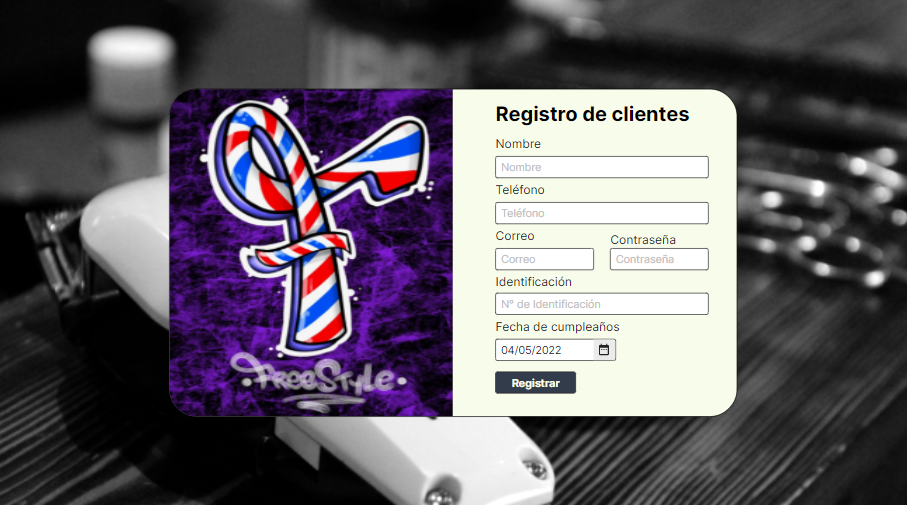 Registro de clientes
Nombre
Nombre
Teléfono
Teléfono
Correo Contraseña
Correo Contraseña
Identificación
N° de Identificación
Fecha de cumpleaños
04/05/2022
Registrar
FreeStyle